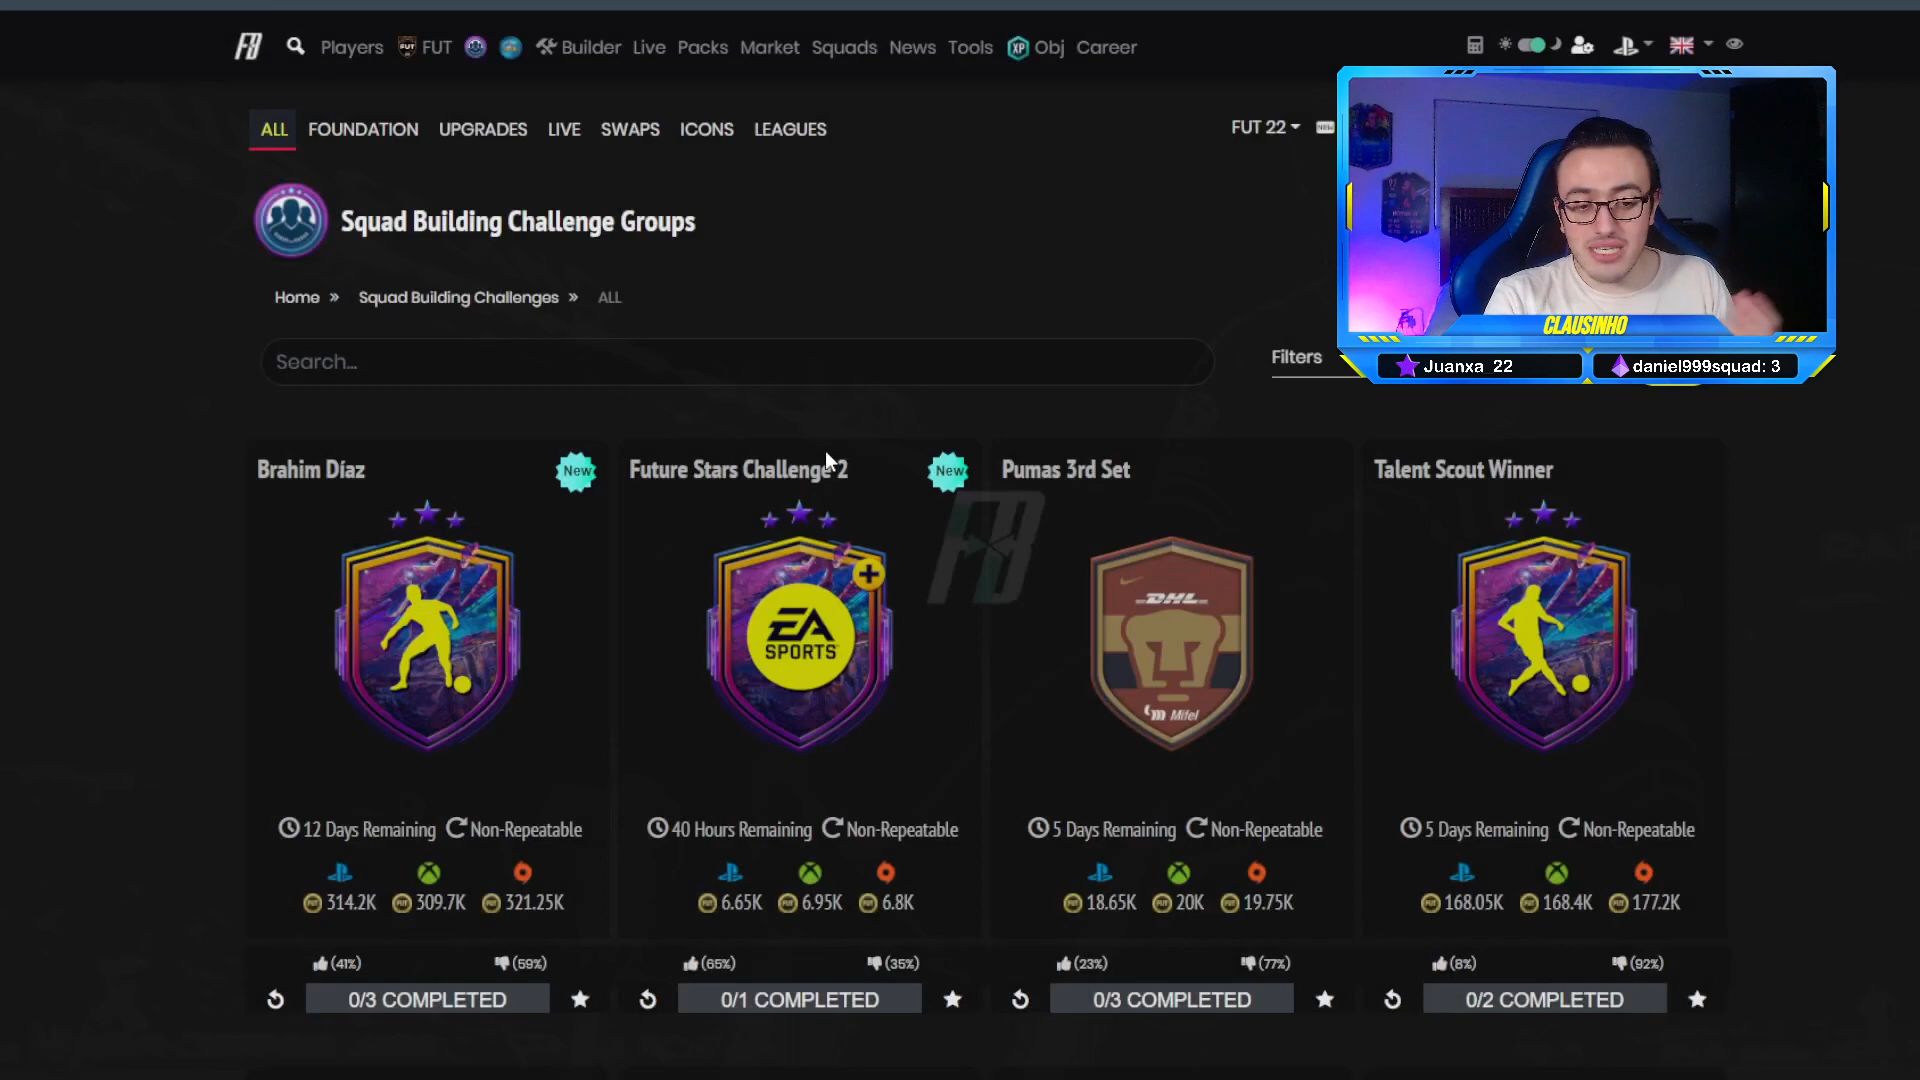 Players FUT FUT Builder Live Packs Market Squads News Tools XP Obj Career
ALL FOUNDATION UPGRADES LIVE SWAPS ICONS LEAGUES
FUT 22 NEW
Squad Building Challenge Groups
Home » Squad Building Challenges » ALL
Search...
Filters
CLAUSINHO
Juanxa_22
daniel999squad: 3
Brahim Díaz New
Future Stars Challenge 2 New
EA
SPORTS
Pumas 3rd Set
DHL
Mifel
Talent Scout Winner
12 Days Remaining Non-Repeatable
314.2K 309.7K 321.25K
(41%) (59%)
0/3 COMPLETED
40 Hours Remaining Non-Repeatable
6.65K 6.95K 6.8K
(65%) (35%)
0/1 COMPLETED
5 Days Remaining Non-Repeatable
18.65K 20K 19.75K
(23%) (77%)
0/3 COMPLETED
5 Days Remaining Non-Repeatable
168.05K 168.4K 177.2K
(8%) (92%)
0/2 COMPLETED